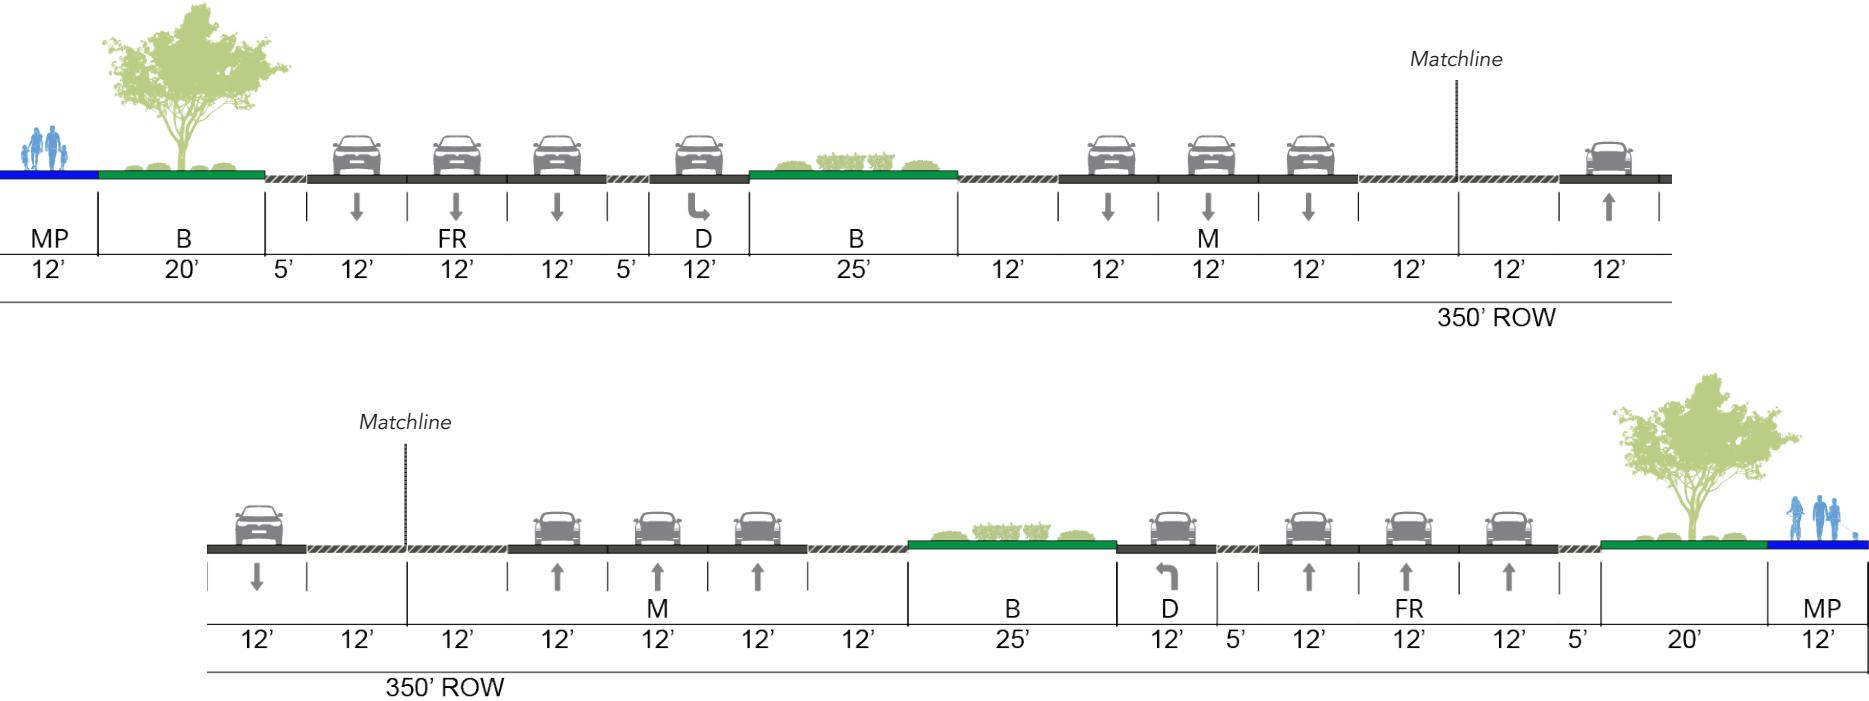 Matchline
MP B FR D B M
12’ 20’ 5’ 12’ 12’ 12’ 5’ 12’ 25’ 12’ 12’ 12’ 12’ 12’ 12’ 12’
350’ ROW
Matchline
M B D FR MP
12’ 12’ 12’ 12’ 12’ 12’ 12’ 25’ 12’ 5’ 12’ 12’ 12’ 5’ 20’ 12’
350’ ROW